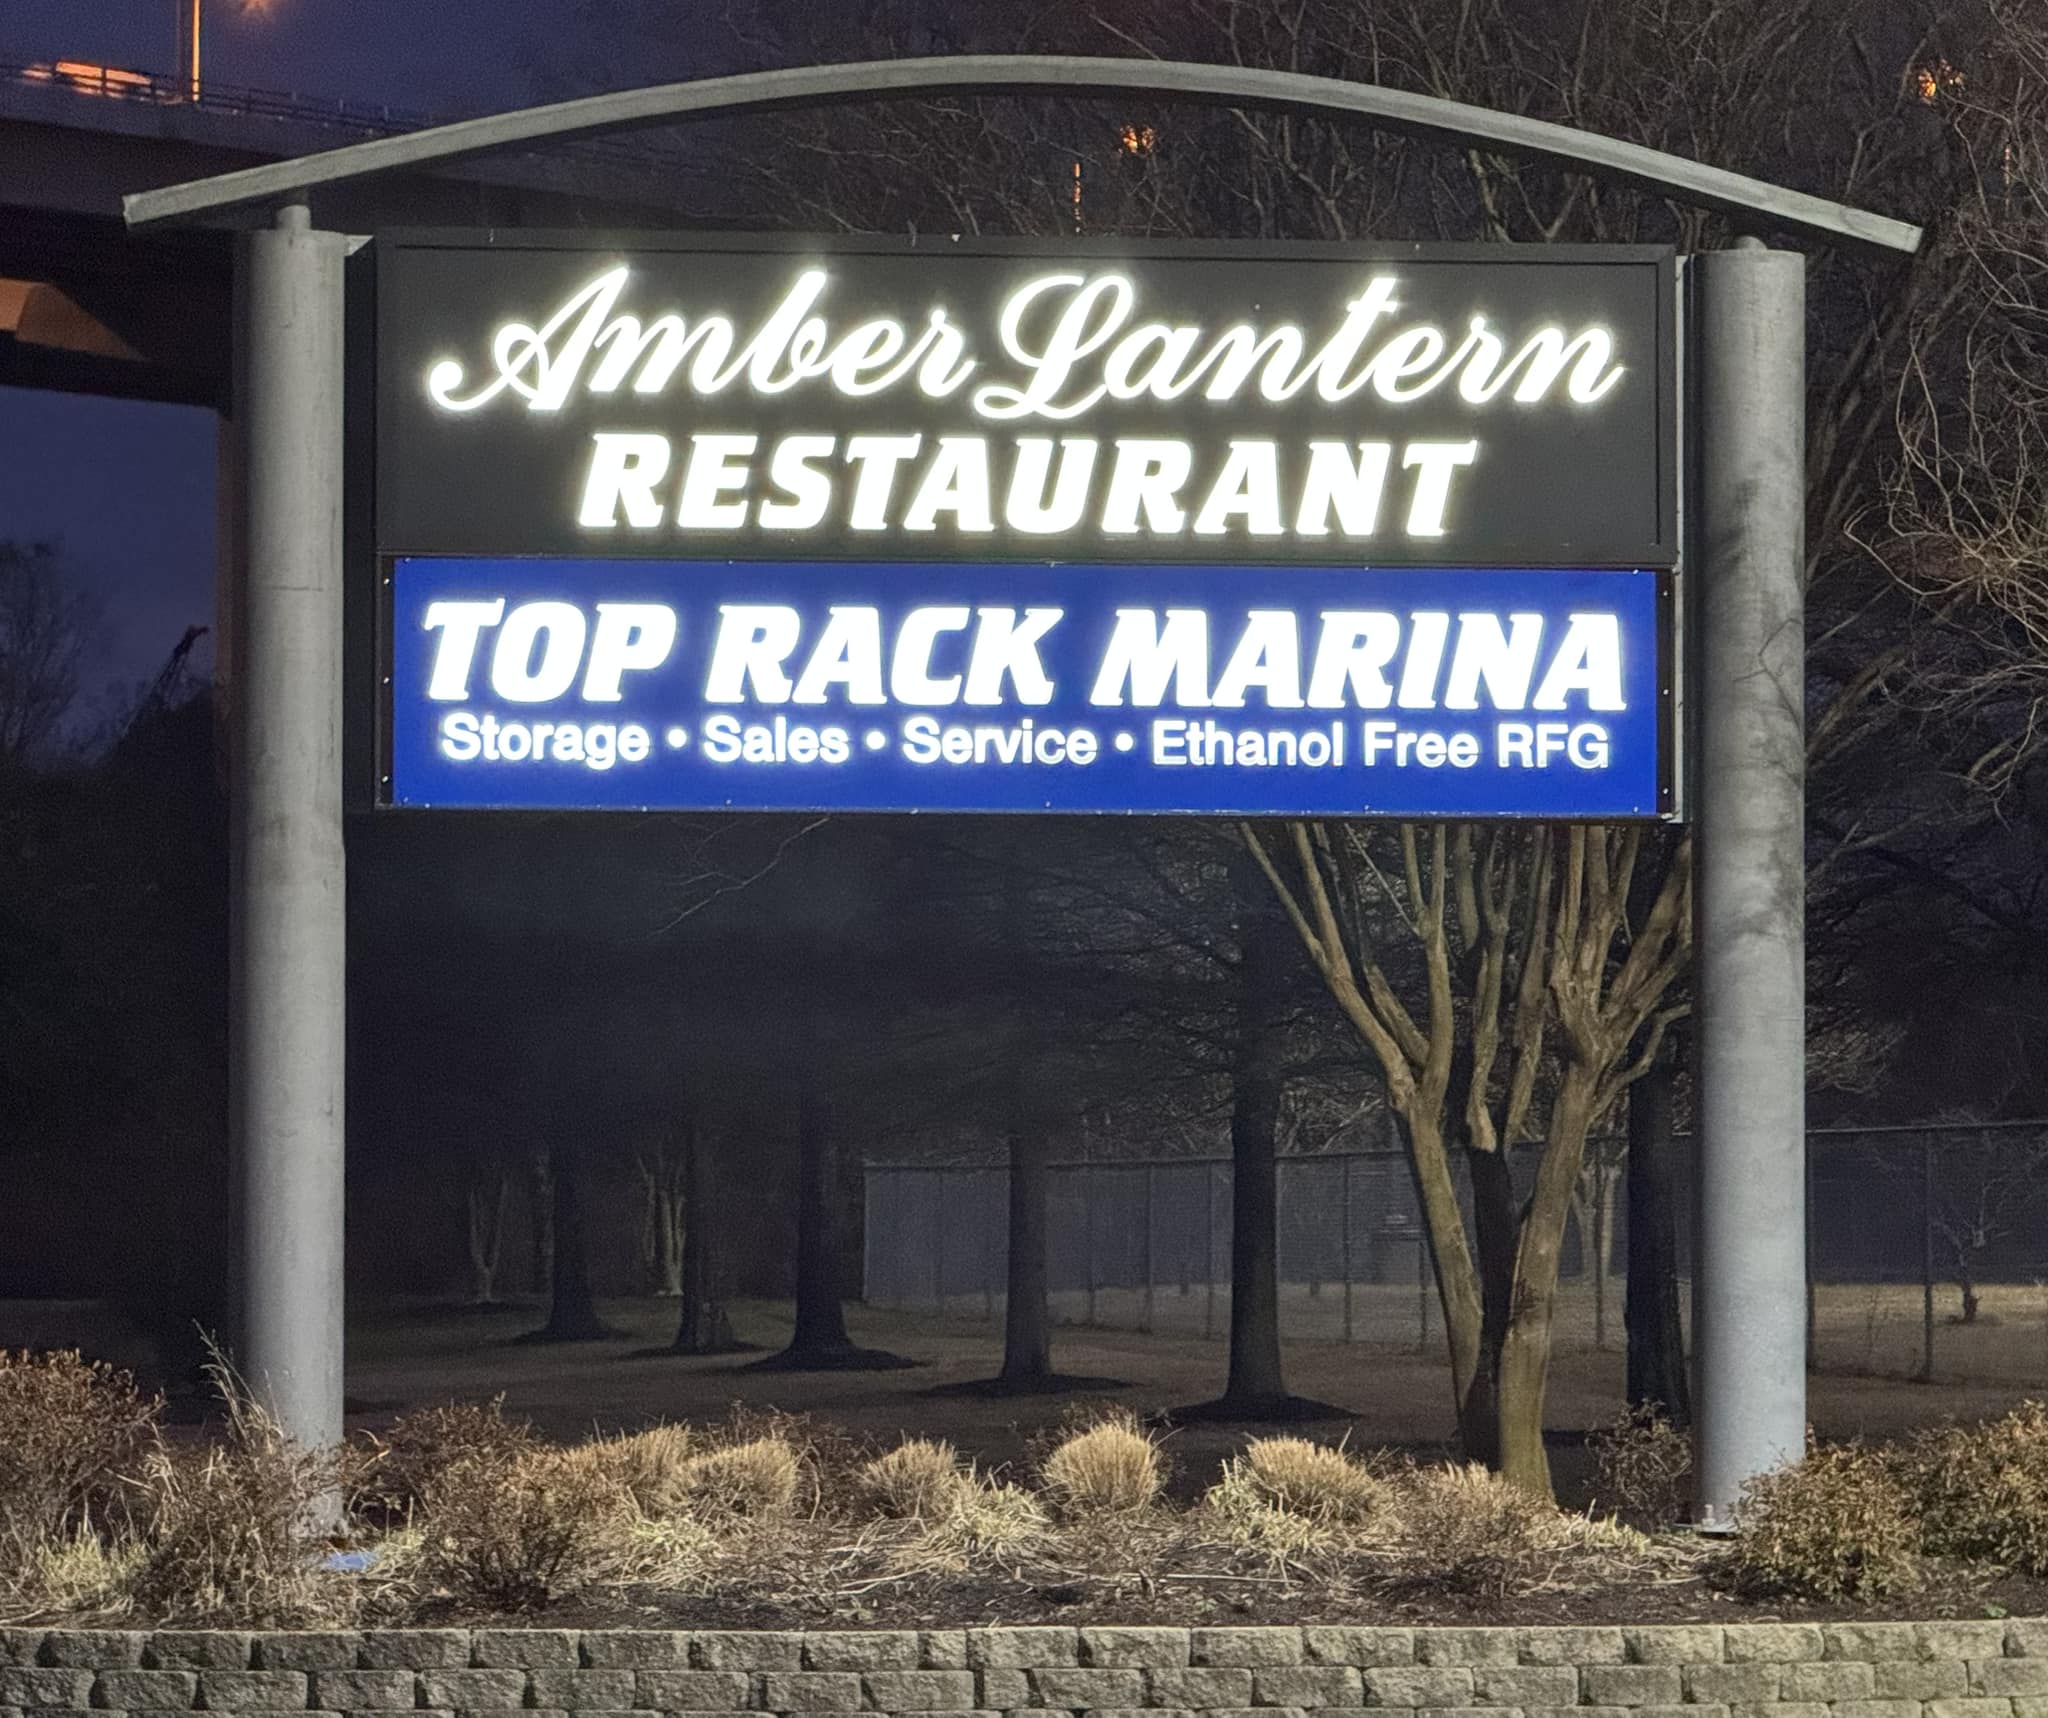 Amber Lantern
RESTAURANT
TOP RACK MARINA
Storage • Sales • Service • Ethanol Free RFG